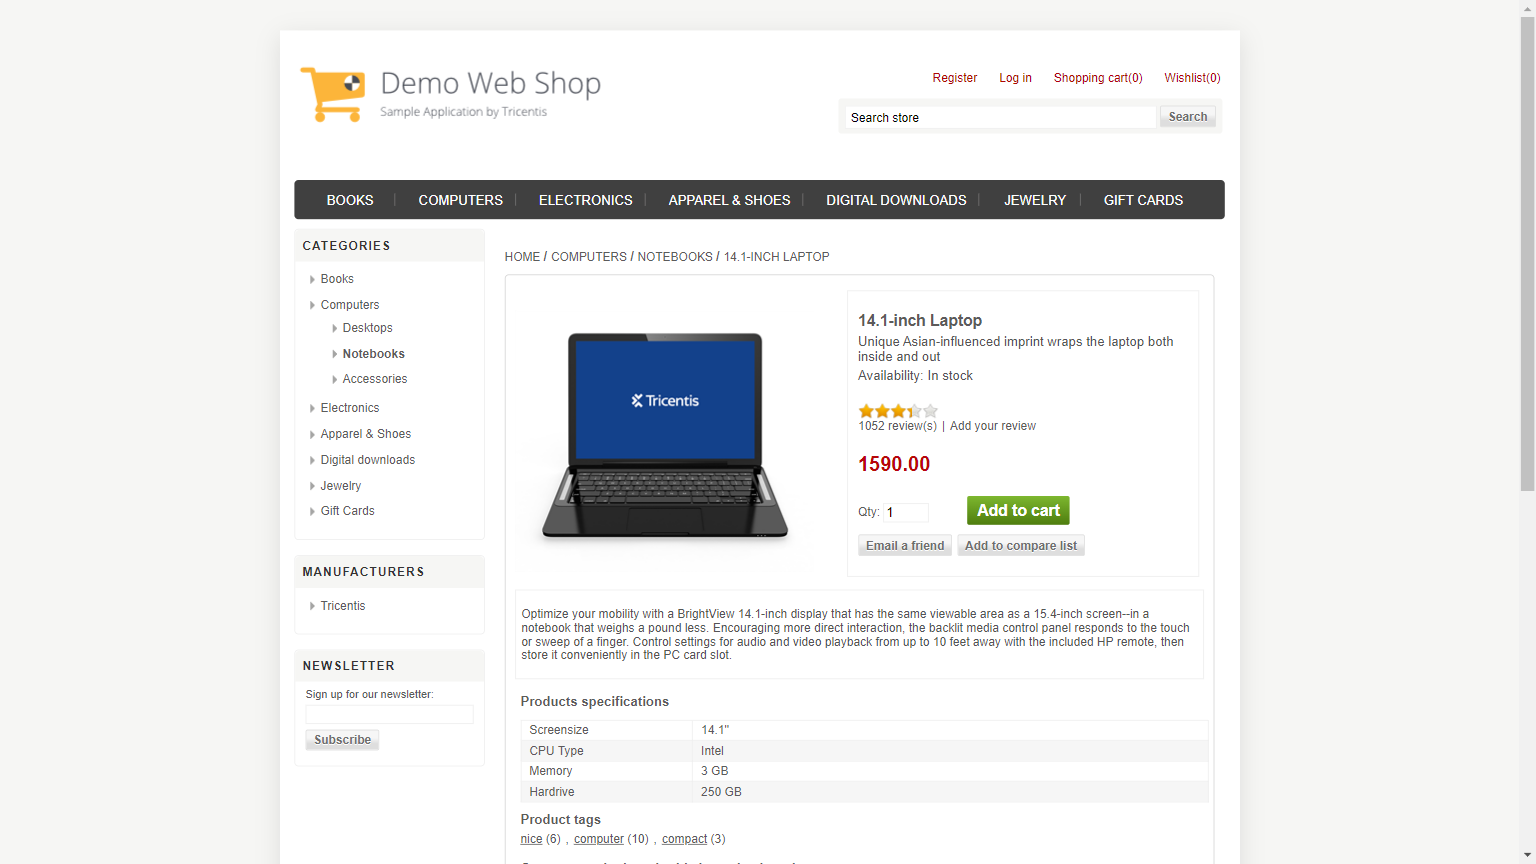 Demo Web Shop
Sample Application by Tricentis
Register Log in Shopping cart(0) Wishlist(0)
Search store Search
BOOKS COMPUTERS ELECTRONICS APPAREL & SHOES DIGITAL DOWNLOADS JEWELRY GIFT CARDS
CATEGORIES
Books
Computers
Desktops
Notebooks
Accessories
Electronics
Apparel & Shoes
Digital downloads
Jewelry
Gift Cards
MANUFACTURERS
Tricentis
NEWSLETTER
Sign up for our newsletter:
Subscribe
HOME / COMPUTERS / NOTEBOOKS / 14.1-INCH LAPTOP
Tricentis
14.1-inch Laptop
Unique Asian-influenced imprint wraps the laptop both
inside and out
Availability: In stock
1052 review(s) | Add your review
1590.00
Qty: 1 Add to cart
Email a friend Add to compare list
Optimize your mobility with a BrightView 14.1-inch display that has the same viewable area as a 15.4-inch screen--in a
notebook that weighs a pound less. Encouraging more direct interaction, the backlit media control panel responds to the touch
or sweep of a finger. Control settings for audio and video playback from up to 10 feet away with the included HP remote, then
store it conveniently in the PC card slot.
Products specifications
Screensize 14.1"
CPU Type Intel
Memory 3 GB
Hardrive 250 GB
Product tags
nice (6) , computer (10) , compact (3)